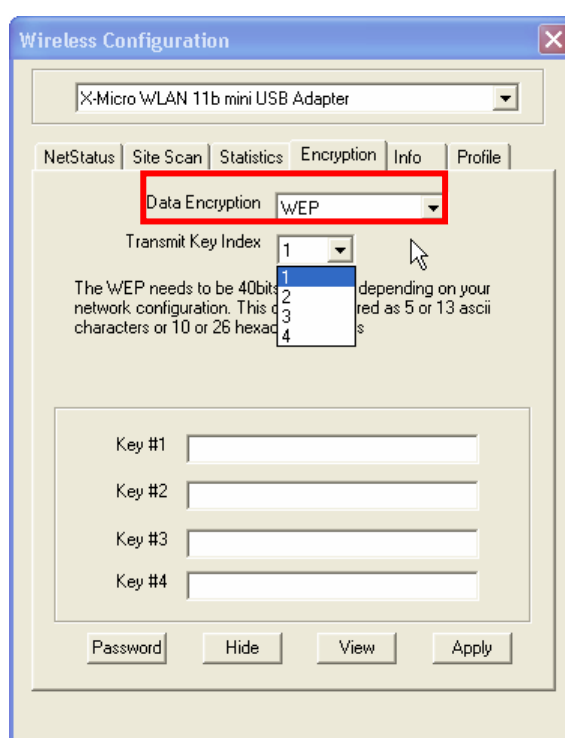 Wireless Configuration
X-Micro WLAN 11b mini USB Adapter
NetStatus Site Scan Statistics Encryption Info Profile
Data Encryption WEP
Transmit Key Index 1
1
2
3
4
The WEP needs to be 40bits depending on your
network configuration. This red as 5 or 13 ascii
characters or 10 or 26 hexad s
Key #1
Key #2
Key #3
Key #4
Password Hide View Apply